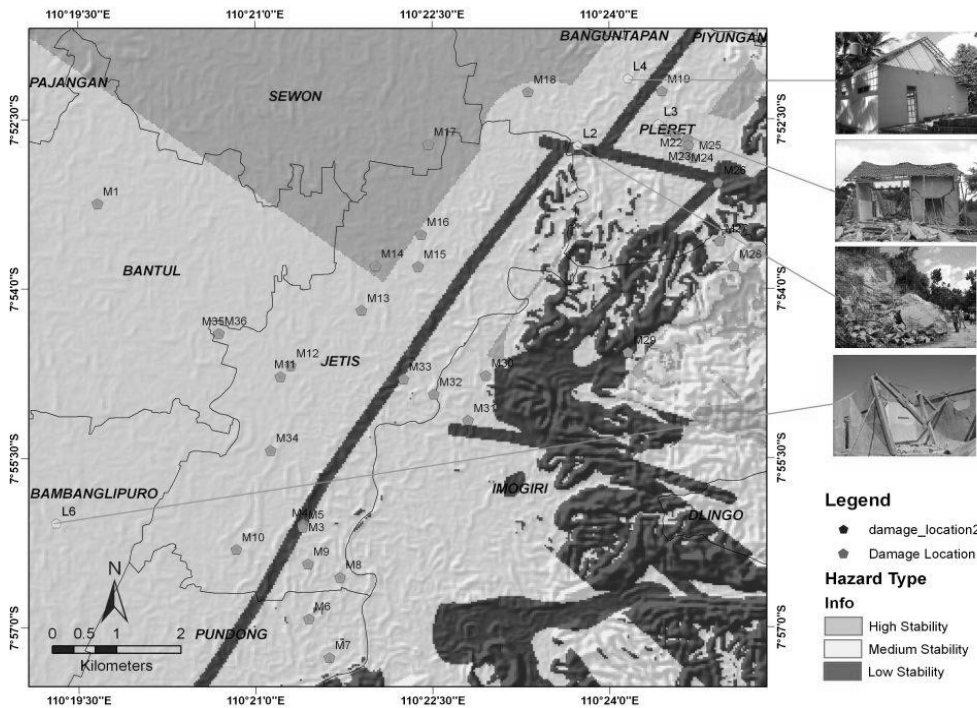 110°19'30"E 110°21'0"E 110°22'30"E 110°24'0"E
BANGUNTAPAN PIYUNGAN
L4
PAJANGAN
M18 M19
SEWON
7°52'30"S 7°52'30"S
L3
PLERET
M17 L2 M22 M25
M23 M24
M26
M1
M16
M27
BANTUL M14 M15 M28
7°54'0"S 7°54'0"S
M13
M35 M36
M29
M12
M11 JETIS M33 M30
M32
M31
M34
7°55'30"S 7°55'30"S
BAMBANGLIPURO IMOGIRI
L6
DLINGO
M4 M5
M3
M10
M9 M8
N
M6
7°57'0"S 7°57'0"S
PUNDONG
M7
0 0.5 1 2
Kilometers
110°19'30"E 110°21'0"E 110°22'30"E 110°24'0"E
Legend
damage_location2
Damage Location
Hazard Type
Info
High Stability
Medium Stability
Low Stability